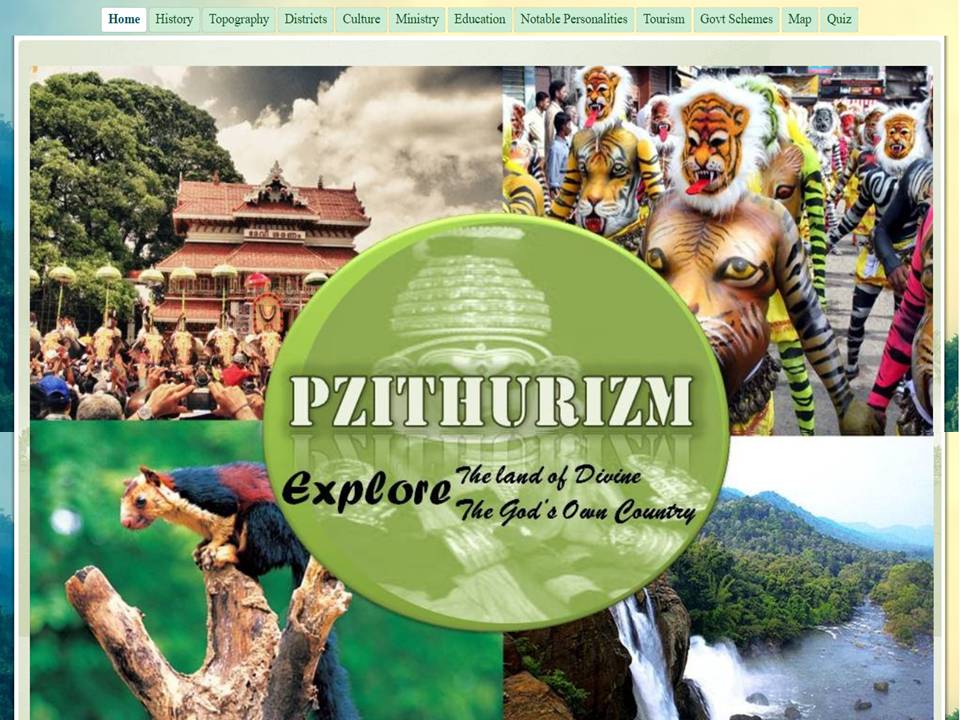 Home History Topography Districts Culture Ministry Education Notable Personalities Tourism Govt Schemes Map Quiz
PZITHURIZM
Explore The land of Divine
The God's Own Country